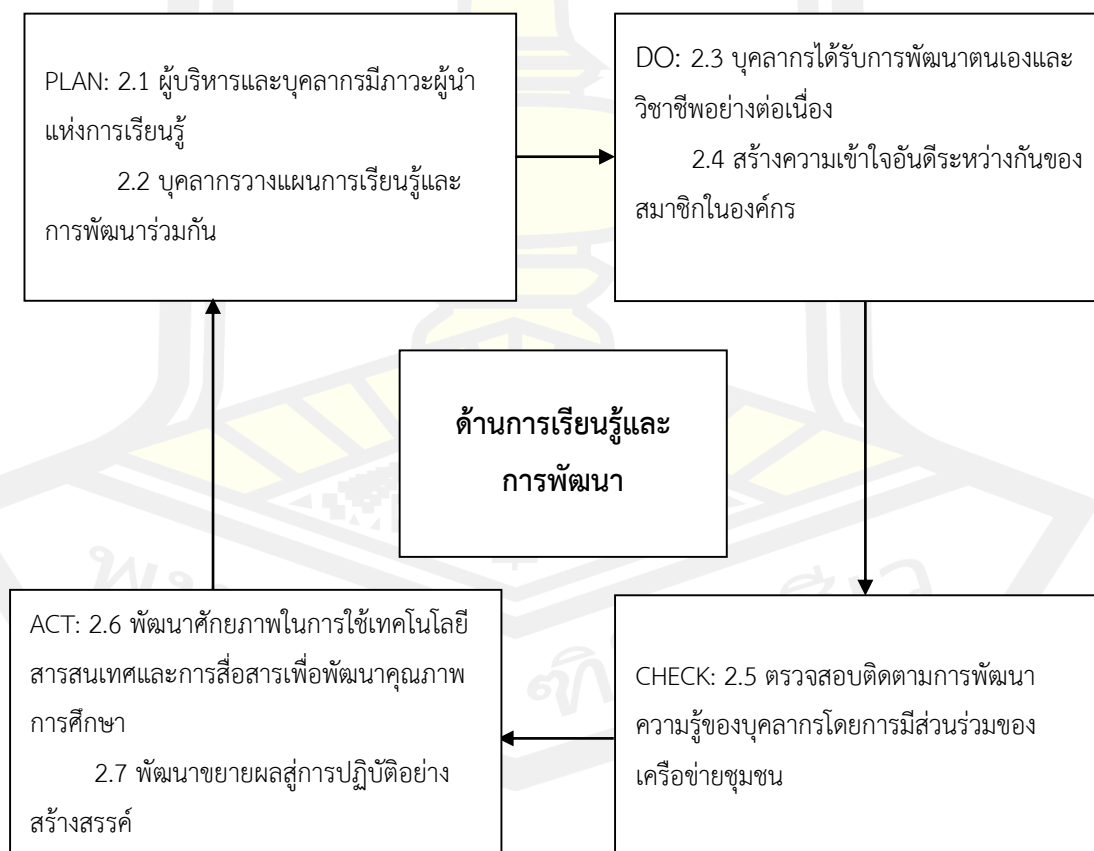 PLAN: 2.1 ผู้บริหารและบุคลากรมีภาวะผู้นำ
แห่งการเรียนรู้
2.2 บุคลากรวางแผนการเรียนรู้และ
การพัฒนาร่วมกัน
DO: 2.3 บุคลากรได้รับการพัฒนาตนเองและ
วิชาชีพอย่างต่อเนื่อง
2.4 สร้างความเข้าใจอันดีระหว่างกันของ
สมาชิกในองค์กร
ด้านการเรียนรู้และ
การพัฒนา
ACT: 2.6 พัฒนาศักยภาพในการใช้เทคโนโลยี
สารสนเทศและการสื่อสารเพื่อพัฒนาคุณภาพ
การศึกษา
2.7 พัฒนาขยายผลสู่การปฏิบัติอย่าง
สร้างสรรค์
CHECK: 2.5 ตรวจสอบติดตามการพัฒนา
ความรู้ของบุคลากรโดยการมีส่วนร่วมของ
เครือข่ายชุมชน